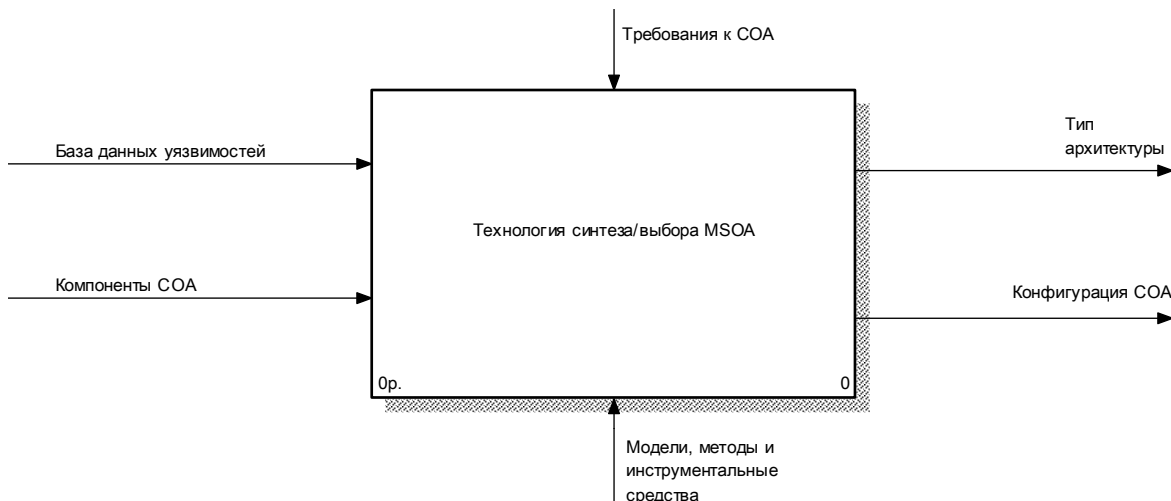 Требования к СОА
База данных уязвимостей
Тип
архитектуры
Технология синтеза/выбора MSOA
Компоненты СОА
Конфигурация СОА
0р.
0
Модели, методы и
инструментальные
средства